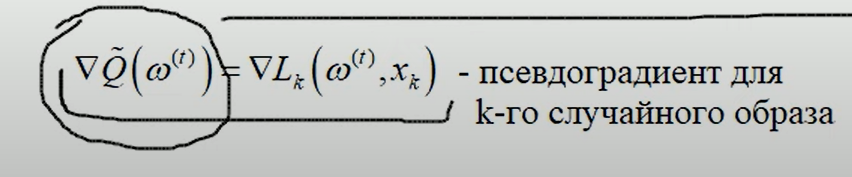 ∇Q̃(ω^(t)) = ∇L_k(ω^(t), x_k) - псевдоградиент для
k-го случайного образа